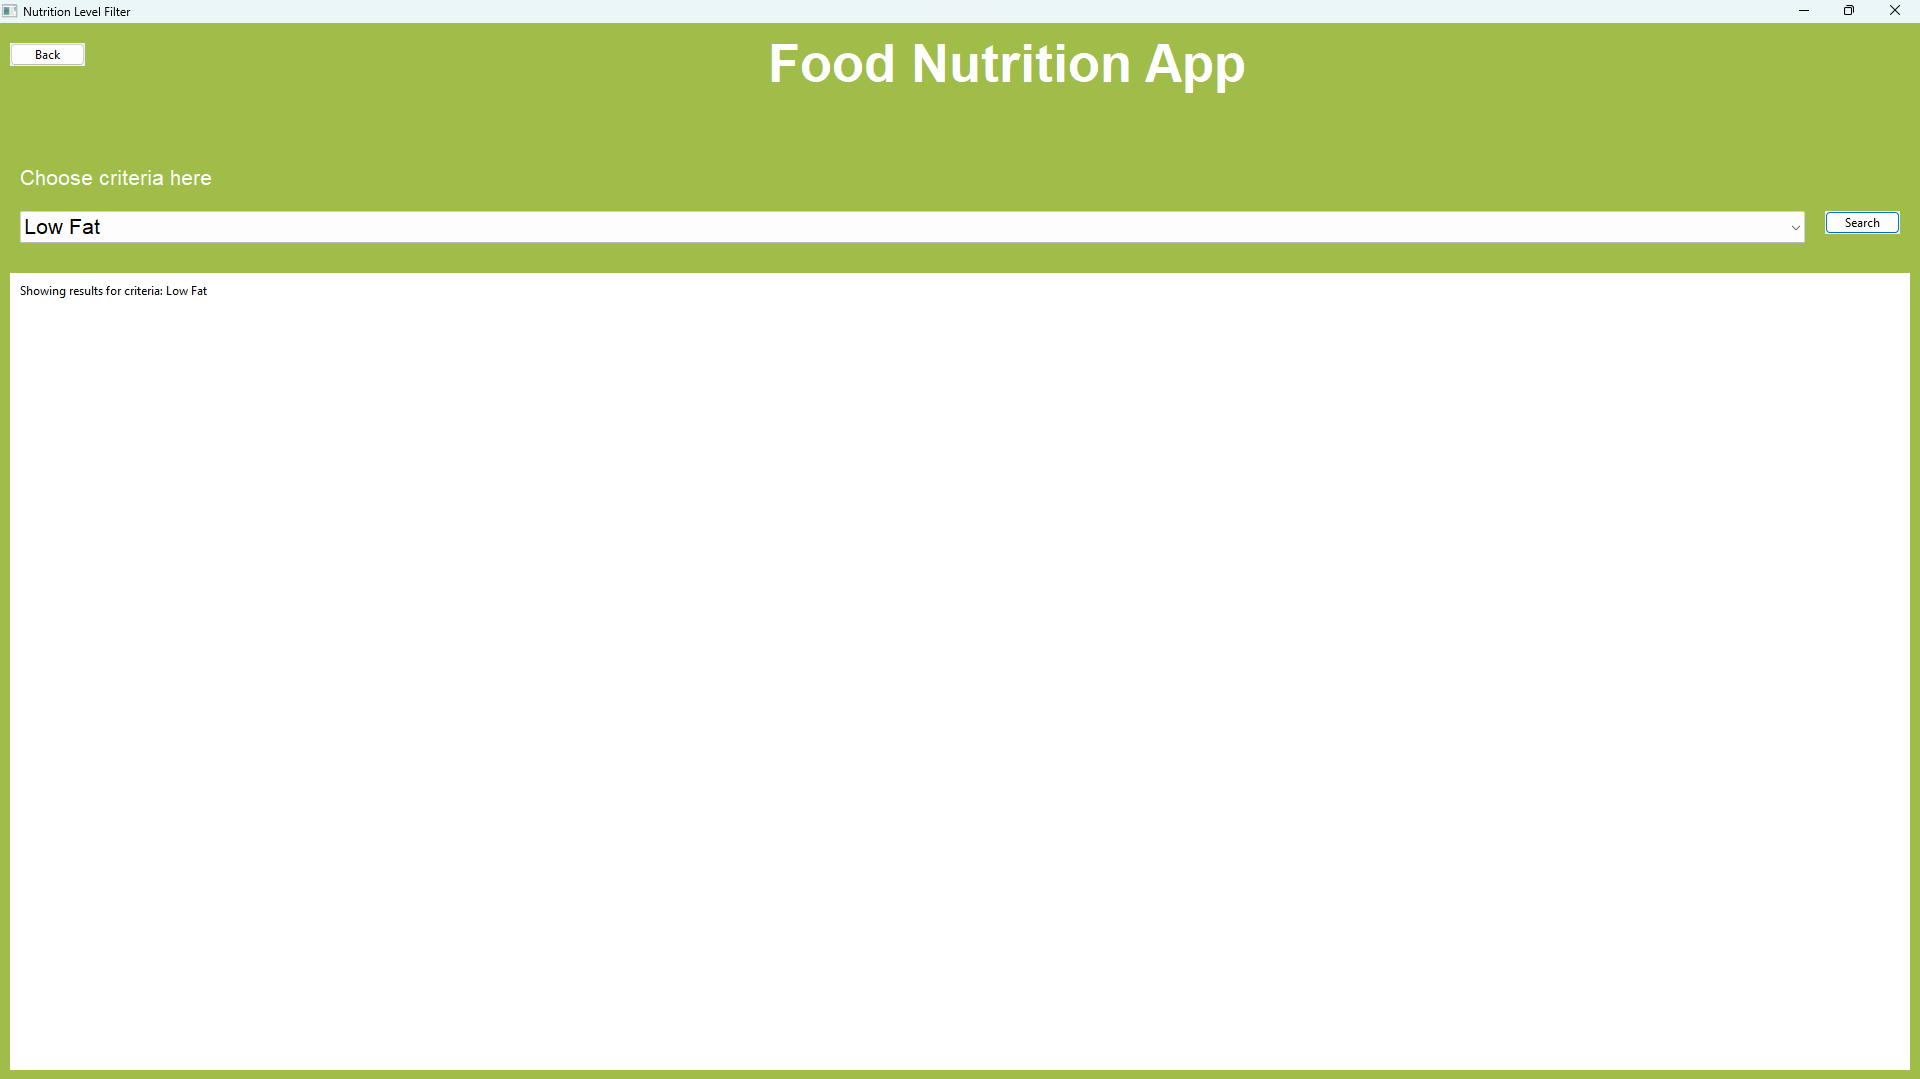 Nutrition Level Filter
Back
Food Nutrition App
Choose criteria here
Low Fat
Search
Showing results for criteria: Low Fat